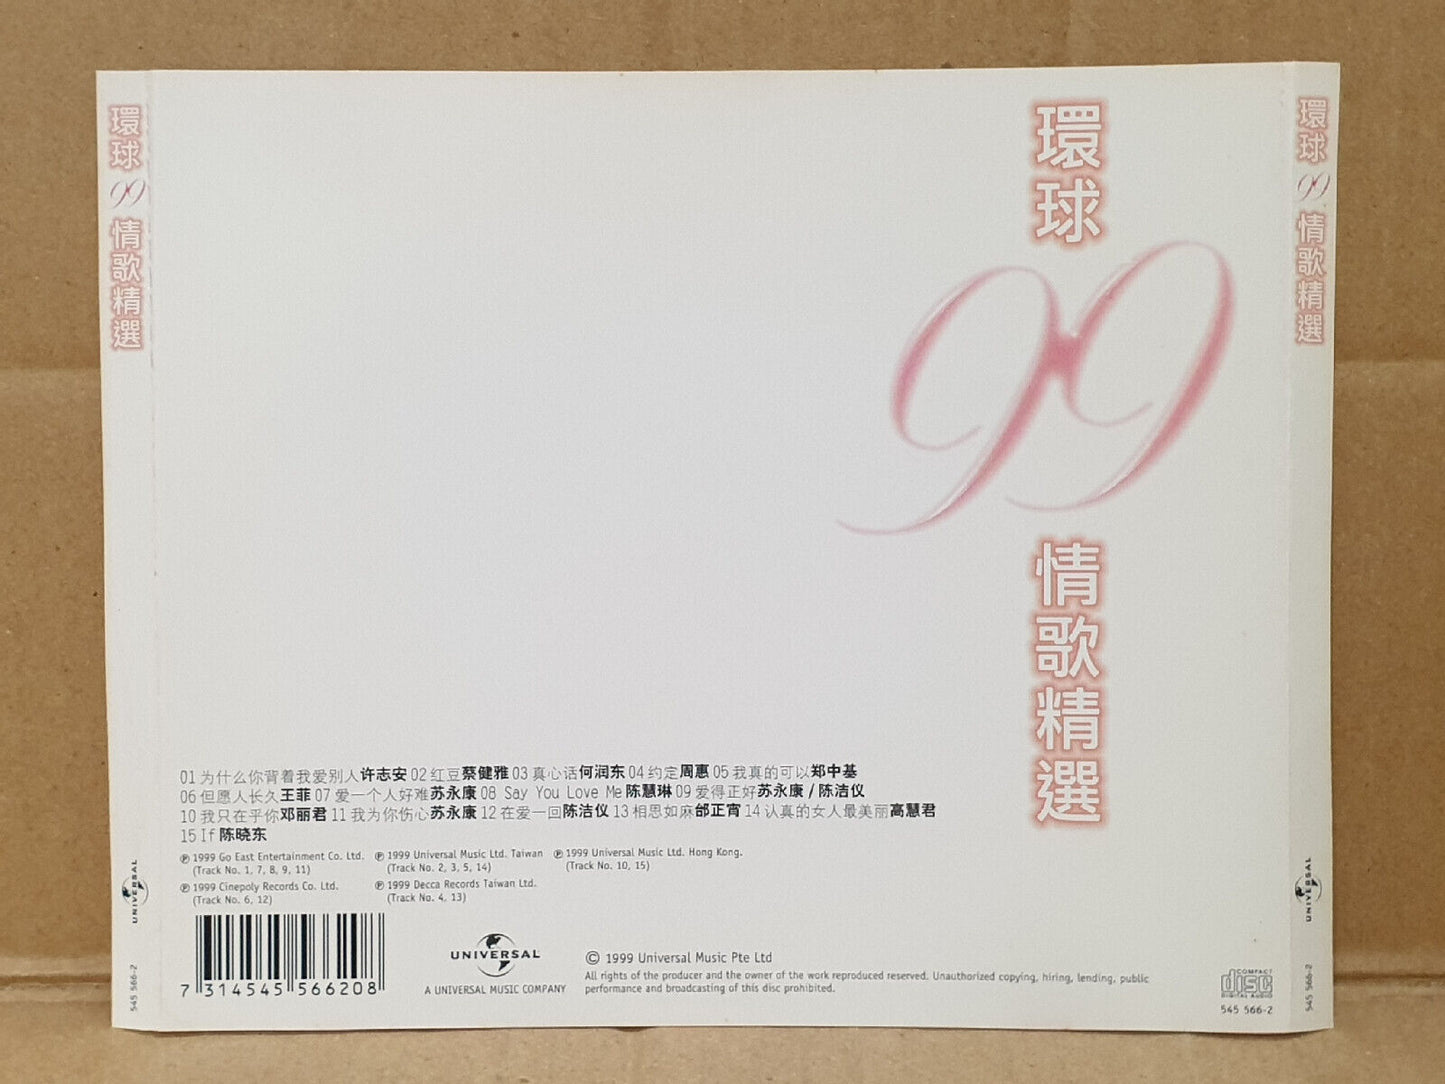 環球
99
情歌精選
環球
99
情歌精選
環球
99
情歌精選
01 为什么你背着我爱别人许志安 02 红豆蔡健雅 03 真心话何润东 04 约定周惠 05 我真的可以郑中基
06 但愿人长久王菲 07 爱一个人好难苏永康 08 Say You Love Me 陈慧琳 09 爱得正好苏永康 / 陈洁仪
10 我只在乎你邓丽君 11 我为你伤心苏永康 12 在爱一回陈洁仪 13 相思如麻邰正宵 14 认真的女人最美丽高慧君
15 If 陈晓东
℗ 1999 Go East Entertainment Co. Ltd.
(Track No. 1, 7, 8, 9, 11)
℗ 1999 Universal Music Ltd. Taiwan
(Track No. 2, 3, 5, 14)
℗ 1999 Universal Music Ltd. Hong Kong.
(Track No. 10, 15)
℗ 1999 Cinepoly Records Co. Ltd.
(Track No. 6, 12)
℗ 1999 Decca Records Taiwan Ltd.
(Track No. 4, 13)
7 314545 566208
UNIVERSAL
A UNIVERSAL MUSIC COMPANY
© 1999 Universal Music Pte Ltd
All rights of the producer and the owner of the work reproduced reserved. Unauthorized copying, hiring, lending, public
performance and broadcasting of this disc prohibited.
COMPACT
disc
DIGITAL AUDIO
545 566-2
UNIVERSAL
545 566-2
UNIVERSAL
545 566-2